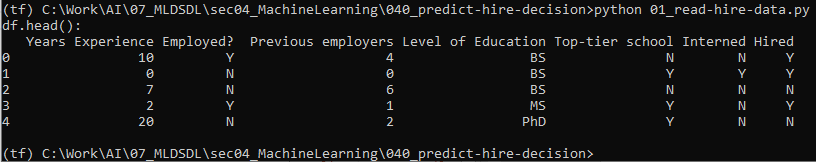 (tf) C:\Work\AI\07_MLDSDL\sec04_MachineLearning\040_predict-hire-decision>python 01_read-hire-data.py
df.head():
   Years Experience Employed?  Previous employers Level of Education Top-tier school Interned Hired
0                10         Y                   4                 BS               N        N     Y
1                 0         N                   0                 BS               Y        Y     Y
2                 7         N                   6                 BS               N        N     N
3                 2         Y                   1                 MS               Y        N     Y
4                20         N                   2                PhD               Y        N     N

(tf) C:\Work\AI\07_MLDSDL\sec04_MachineLearning\040_predict-hire-decision>